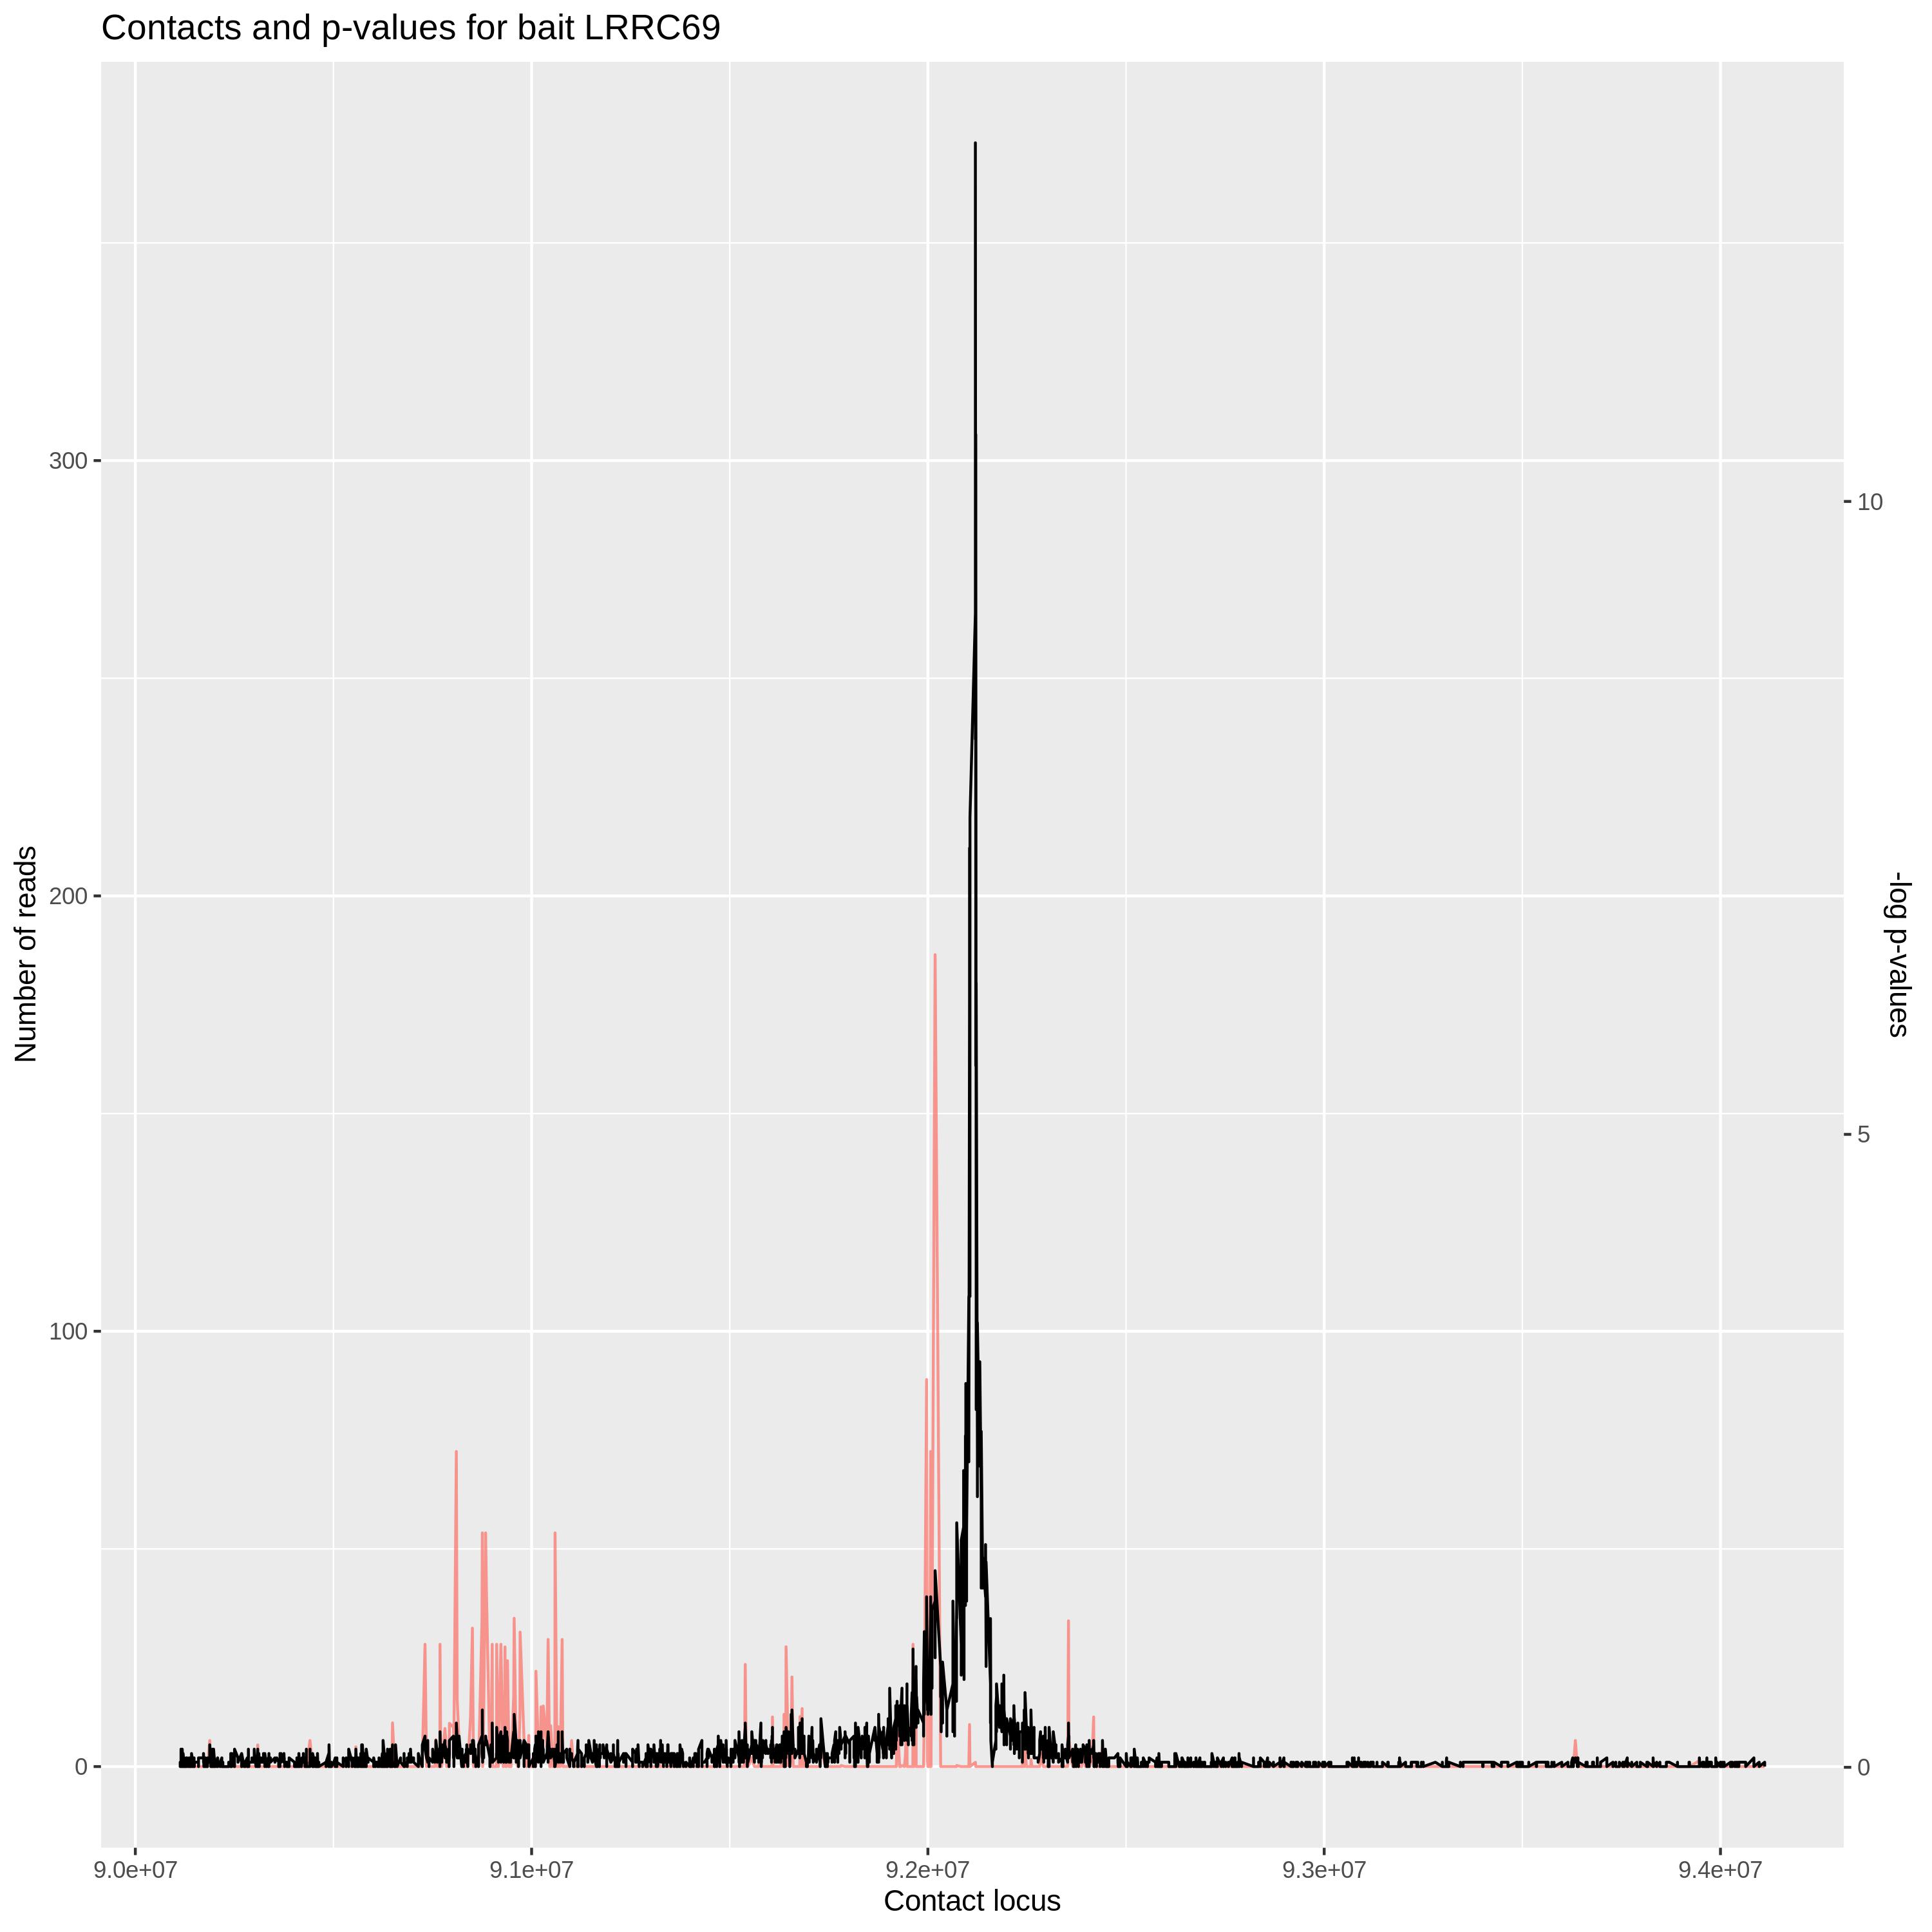 Contacts and p-values for bait LRRC69
Number of reads
300
200
100
0
10
5
0
-log p-values
9.0e+07 9.1e+07 9.2e+07 9.3e+07 9.4e+07
Contact locus